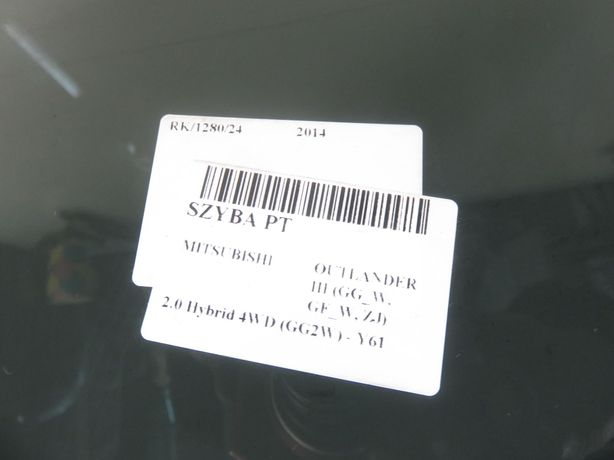 RK/1280/24 2014
SZYBA PT
MITSUBISHI OUTLANDER
III (GG_W,
GF_W, ZJ)
2.0 Hybrid 4WD (GG2W) - Y61